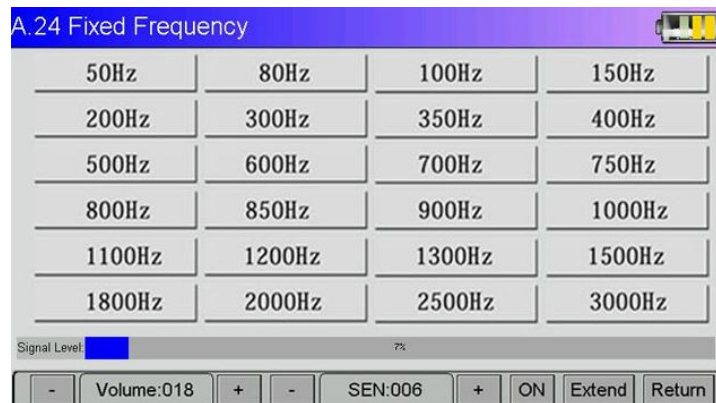 A.24 Fixed Frequency
50Hz 80Hz 100Hz 150Hz
200Hz 300Hz 350Hz 400Hz
500Hz 600Hz 700Hz 750Hz
800Hz 850Hz 900Hz 1000Hz
1100Hz 1200Hz 1300Hz 1500Hz
1800Hz 2000Hz 2500Hz 3000Hz
Signal Level: 7%
- Volume:018 + - SEN:006 + ON Extend Return